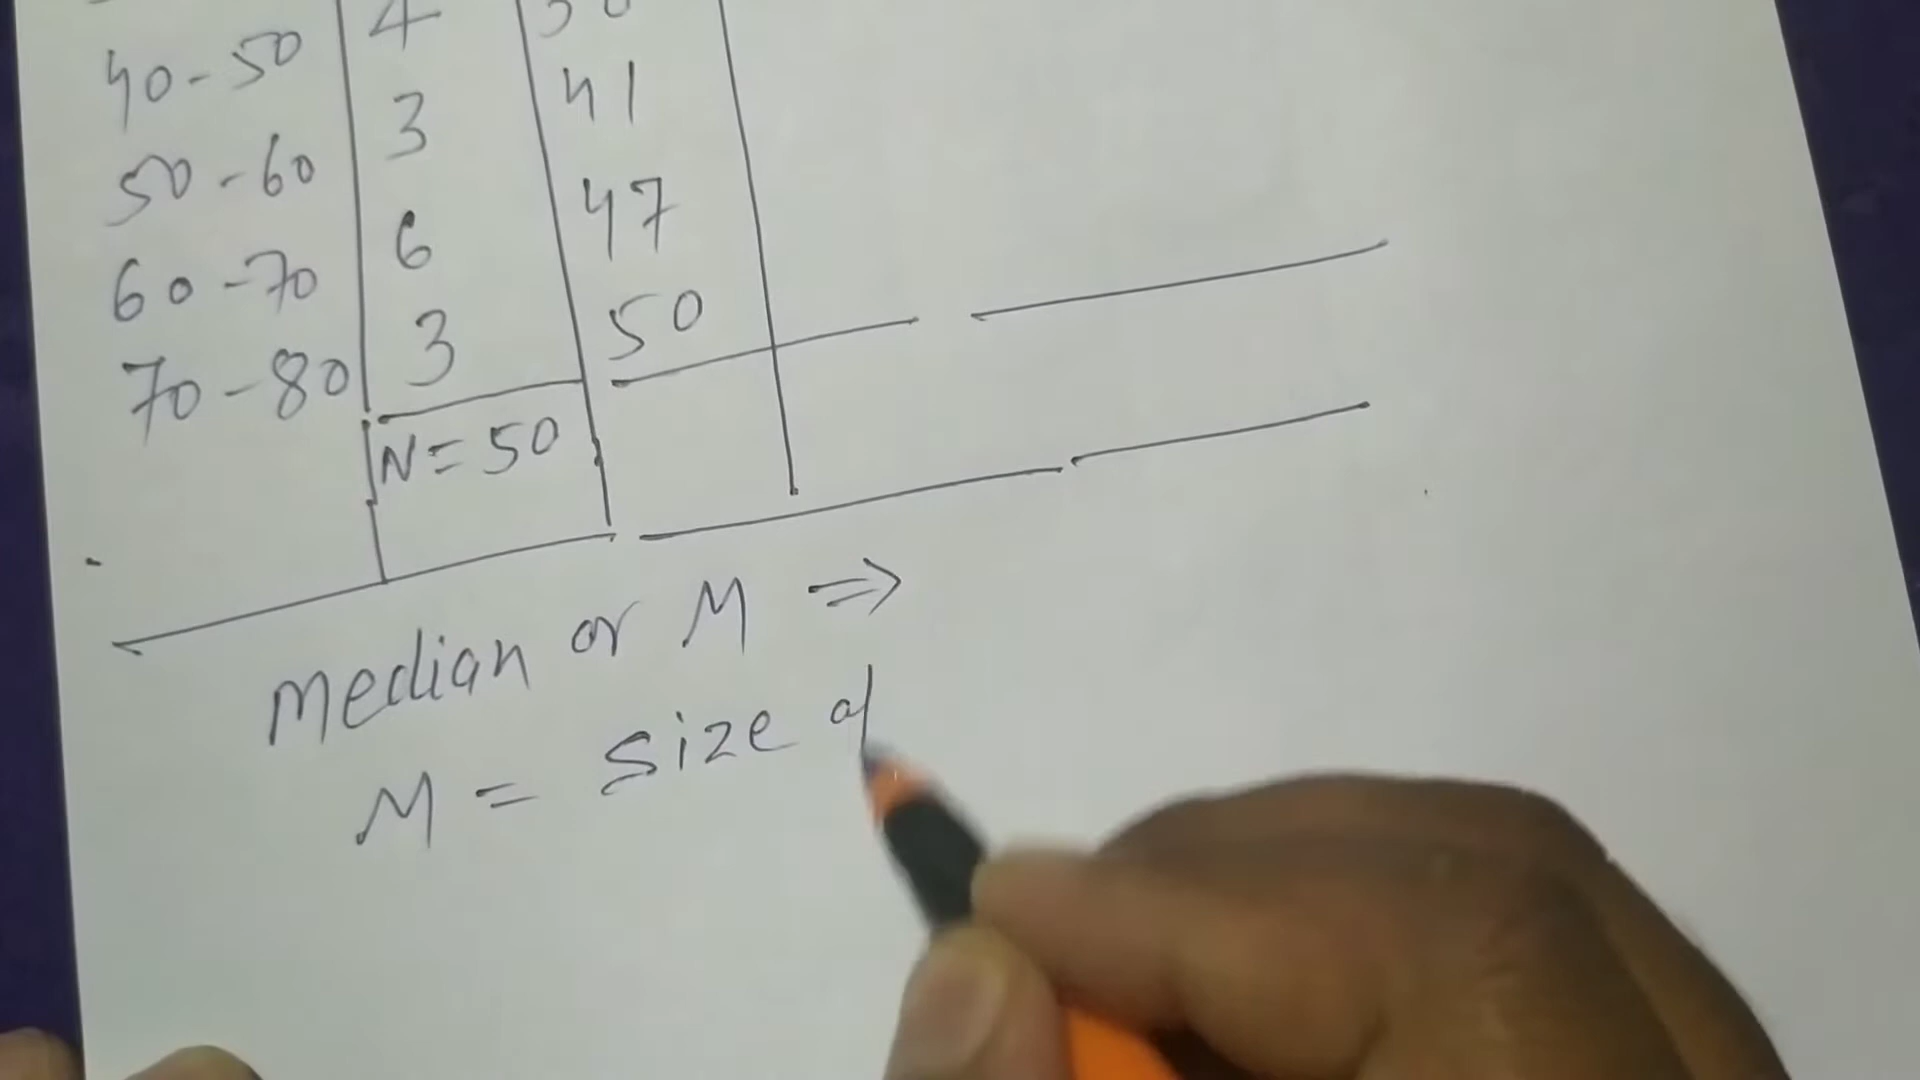 40-50 4
50-60 3 41
60-70 6 47
70-80 3 50
N=50
Median or M ⇒
M = Size of